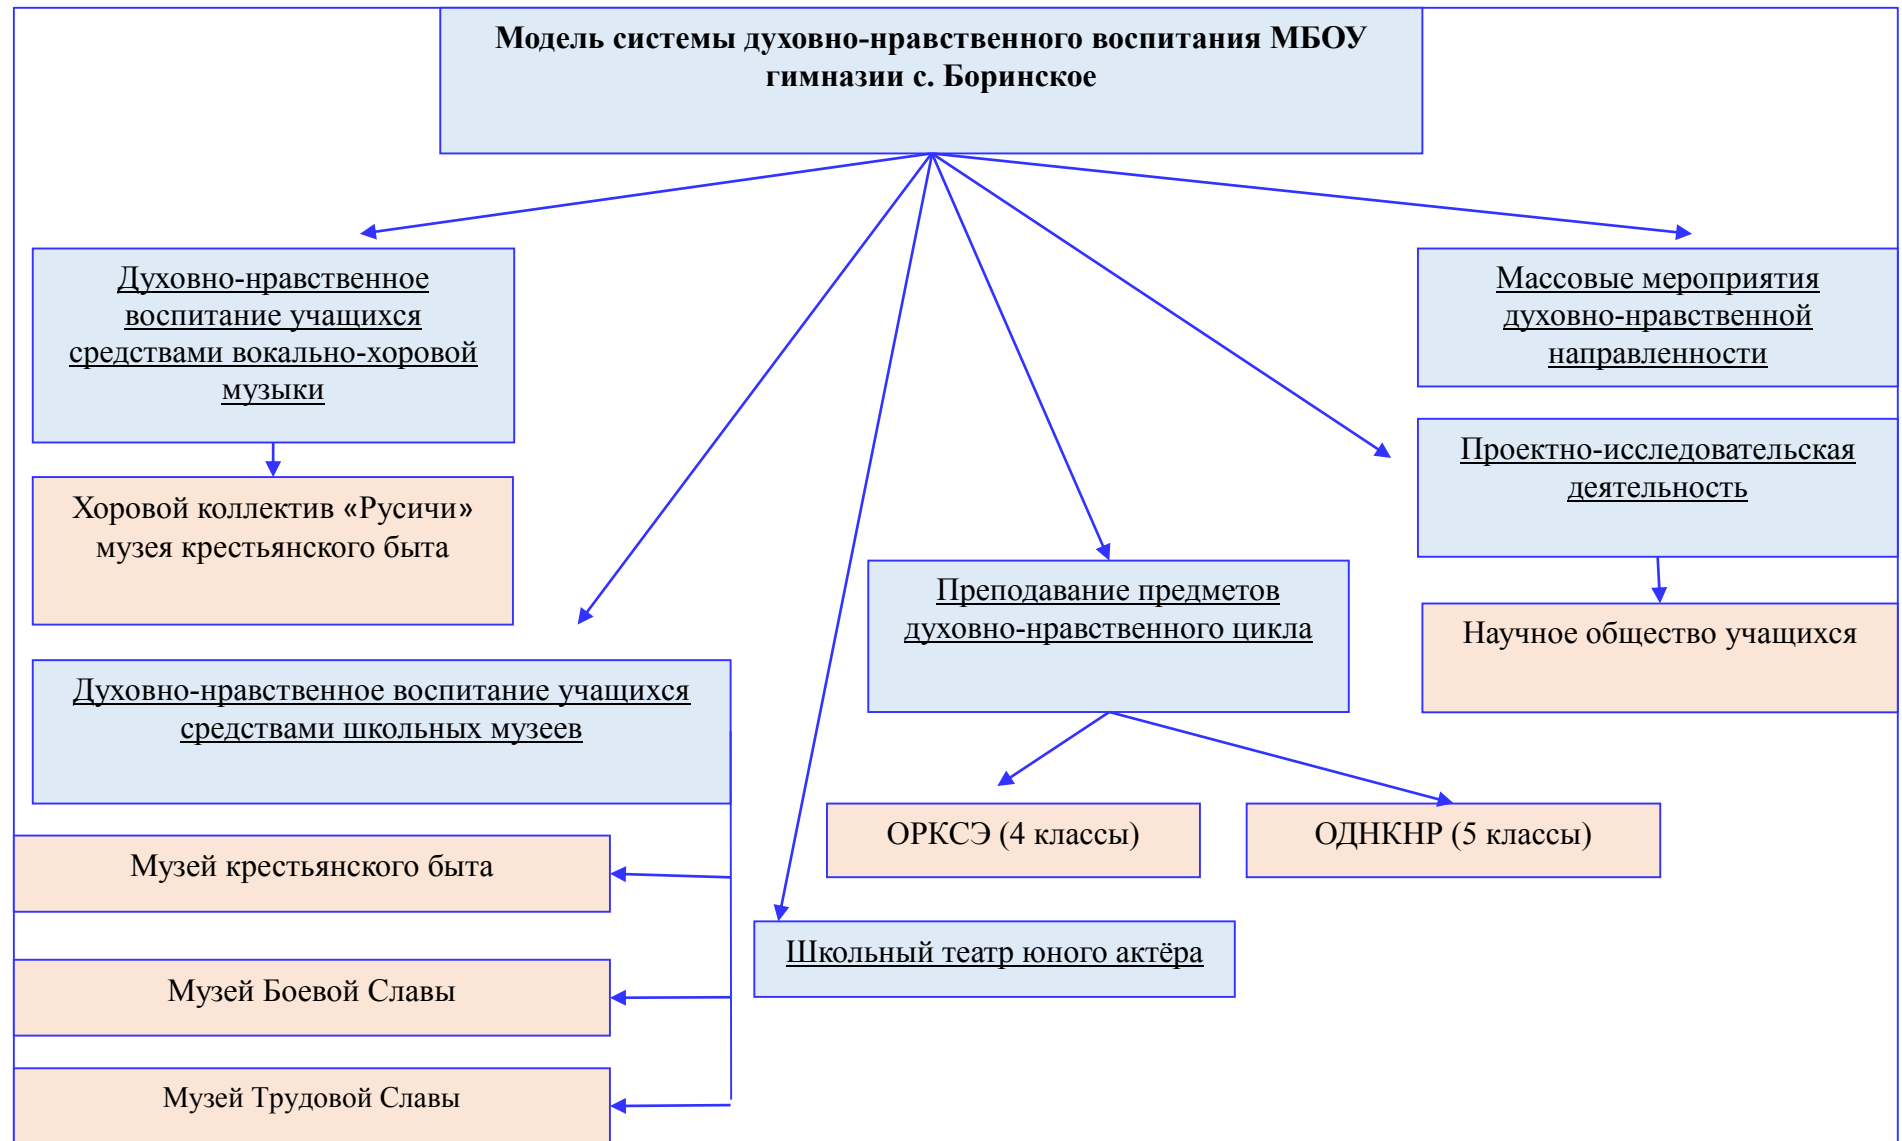 Модель системы духовно-нравственного воспитания МБОУ
гимназии с. Боринское
Духовно-нравственное
воспитание учащихся
средствами вокально-хоровой
музыки
Хоровой коллектив «Русичи»
музея крестьянского быта
Духовно-нравственное воспитание учащихся
средствами школьных музеев
Музей крестьянского быта
Музей Боевой Славы
Музей Трудовой Славы
Школьный театр юного актёра
Преподавание предметов
духовно-нравственного цикла
ОРКСЭ (4 классы)
ОДНКНР (5 классы)
Массовые мероприятия
духовно-нравственной
направленности
Проектно-исследовательская
деятельность
Научное общество учащихся